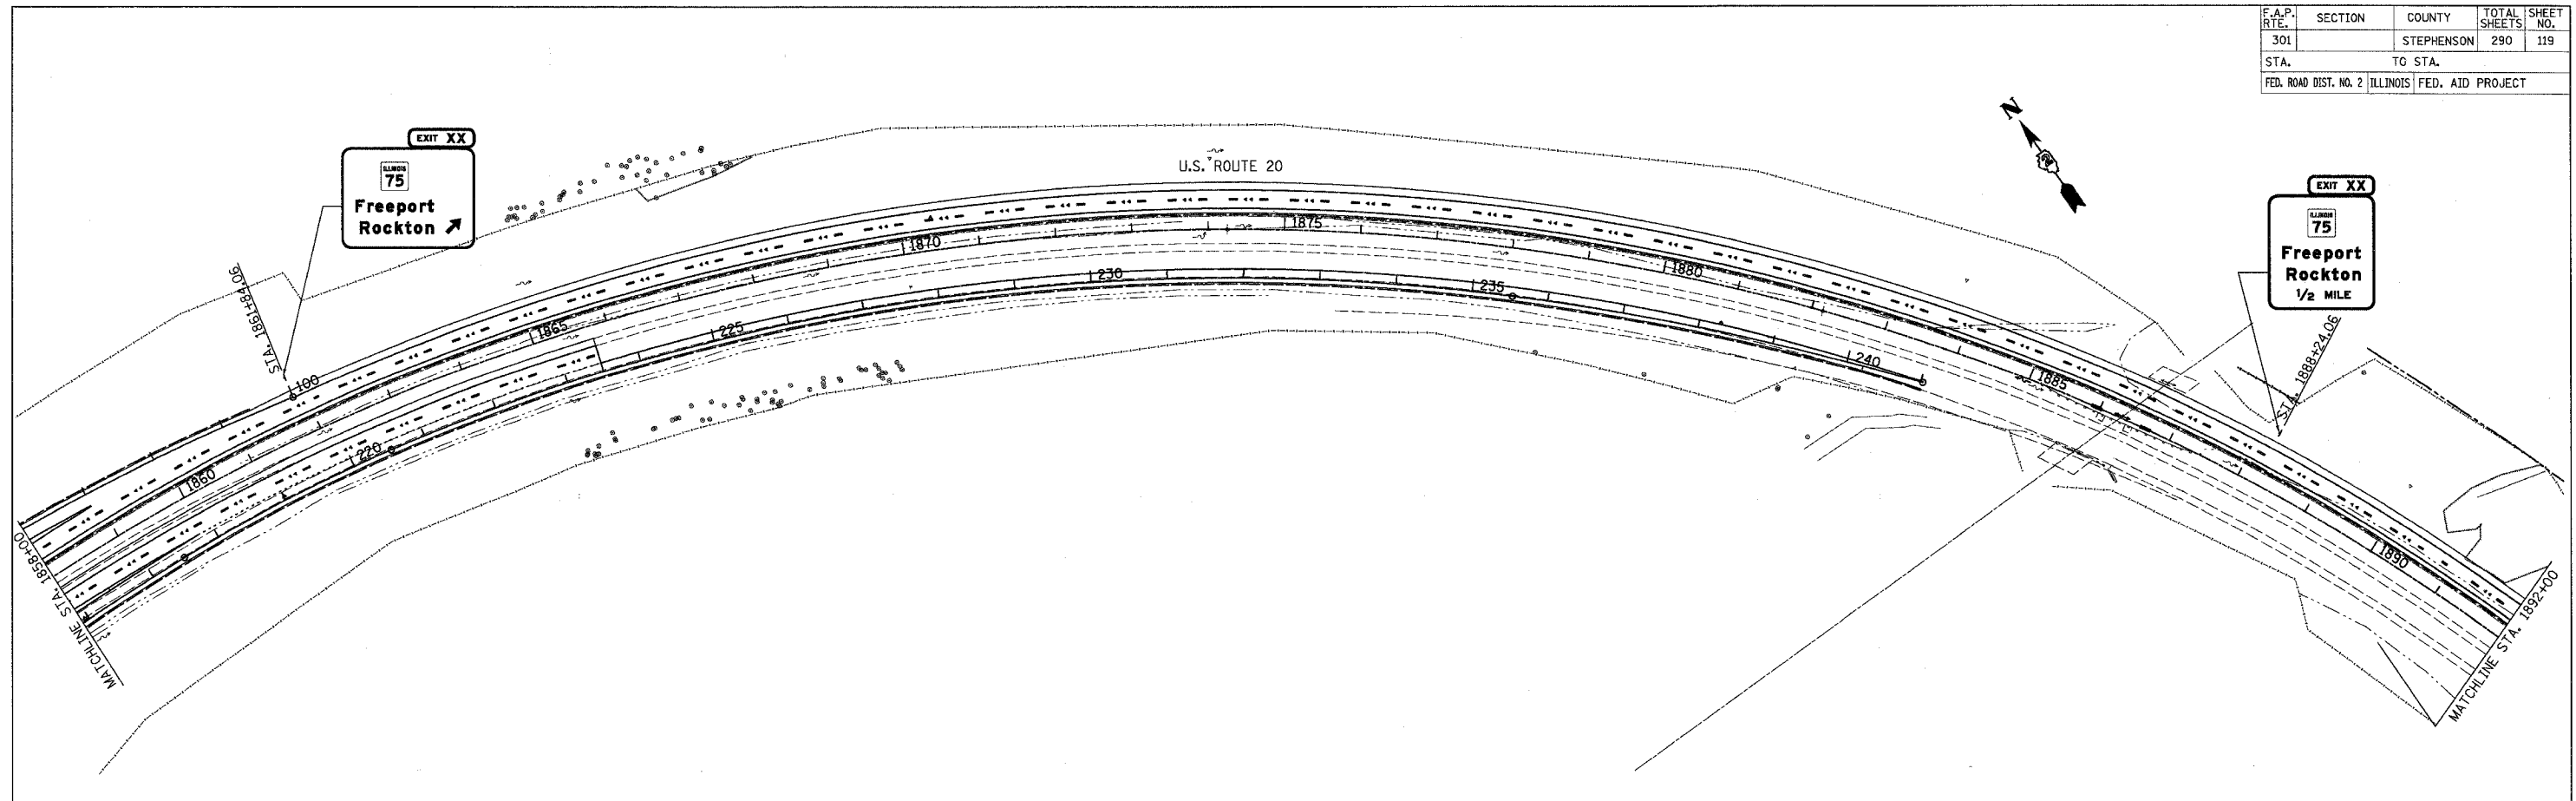 F.A.P. RTE. SECTION COUNTY TOTAL SHEETS SHEET NO.
301 STEPHENSON 290 119
STA. TO STA.
FED. ROAD DIST. NO. 2 ILLINOIS FED. AID PROJECT
N
2
U.S. ROUTE 20
EXIT XX
ILLINOIS
75
Freeport
Rockton
EXIT XX
ILLINOIS
75
Freeport
Rockton
1/2 MILE
STA. 1861+84.06
STA. 1888+24.06
100
1860
1865
1870
1875
1880
1885
1890
220
225
230
235
240
MATCHLINE STA. 1858+00
MATCHLINE STA. 1892+00